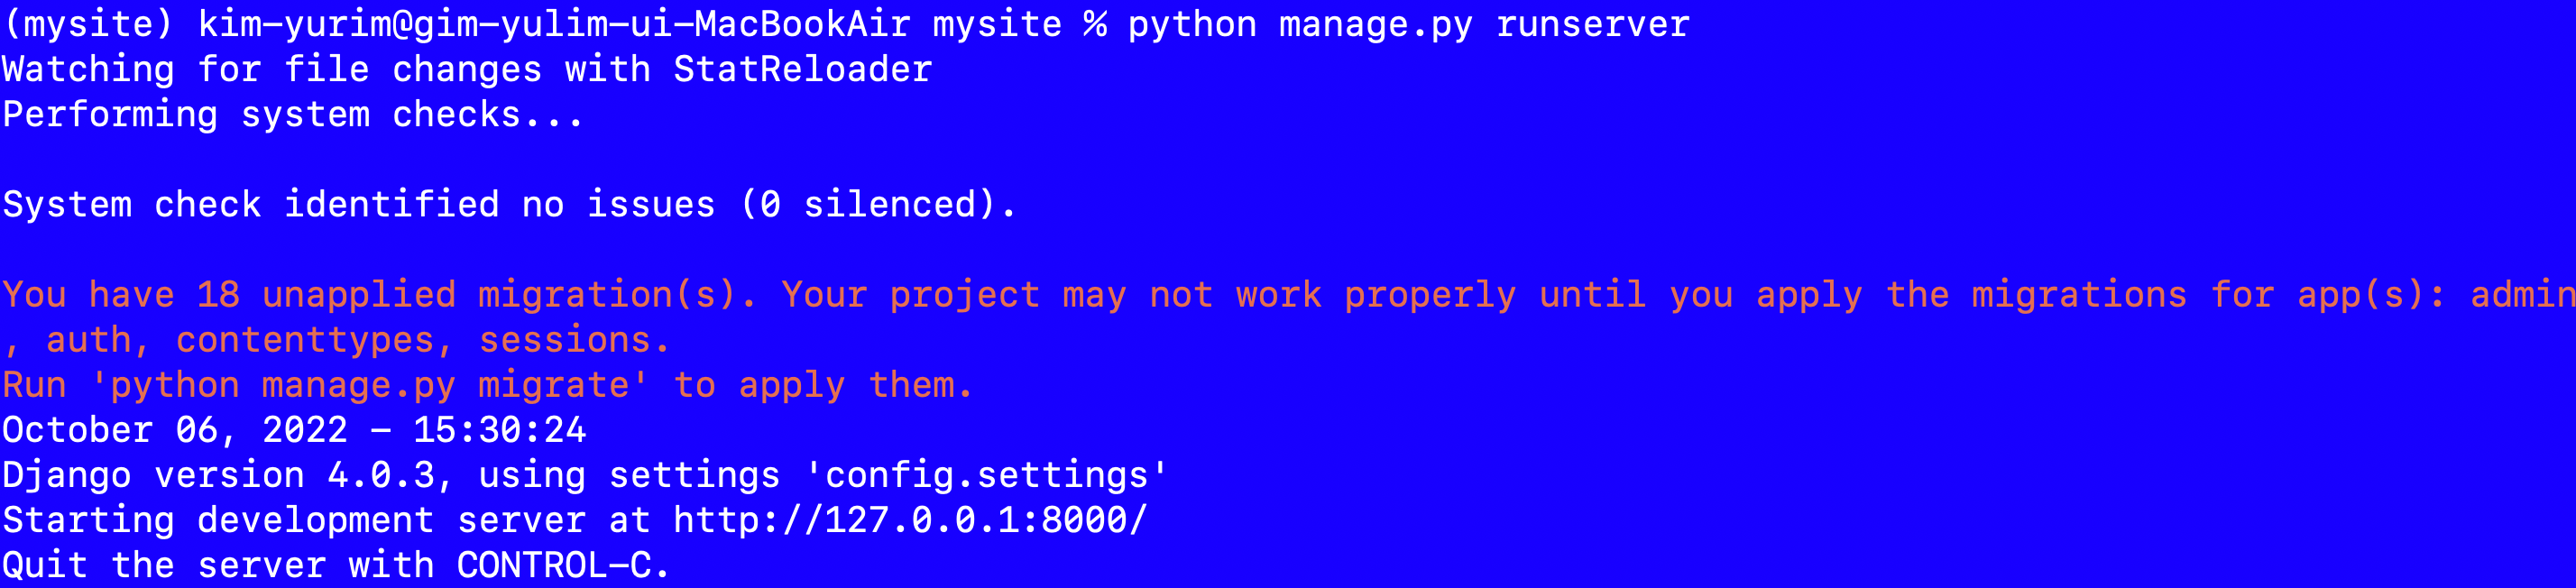 (mysite) kim-yurim@gim-yulim-ui-MacBookAir mysite % python manage.py runserver
Watching for file changes with StatReloader
Performing system checks...
System check identified no issues (0 silenced).
You have 18 unapplied migration(s). Your project may not work properly until you apply the migrations for app(s): admin
, auth, contenttypes, sessions.
Run 'python manage.py migrate' to apply them.
October 06, 2022 - 15:30:24
Django version 4.0.3, using settings 'config.settings'
Starting development server at http://127.0.0.1:8000/
Quit the server with CONTROL-C.